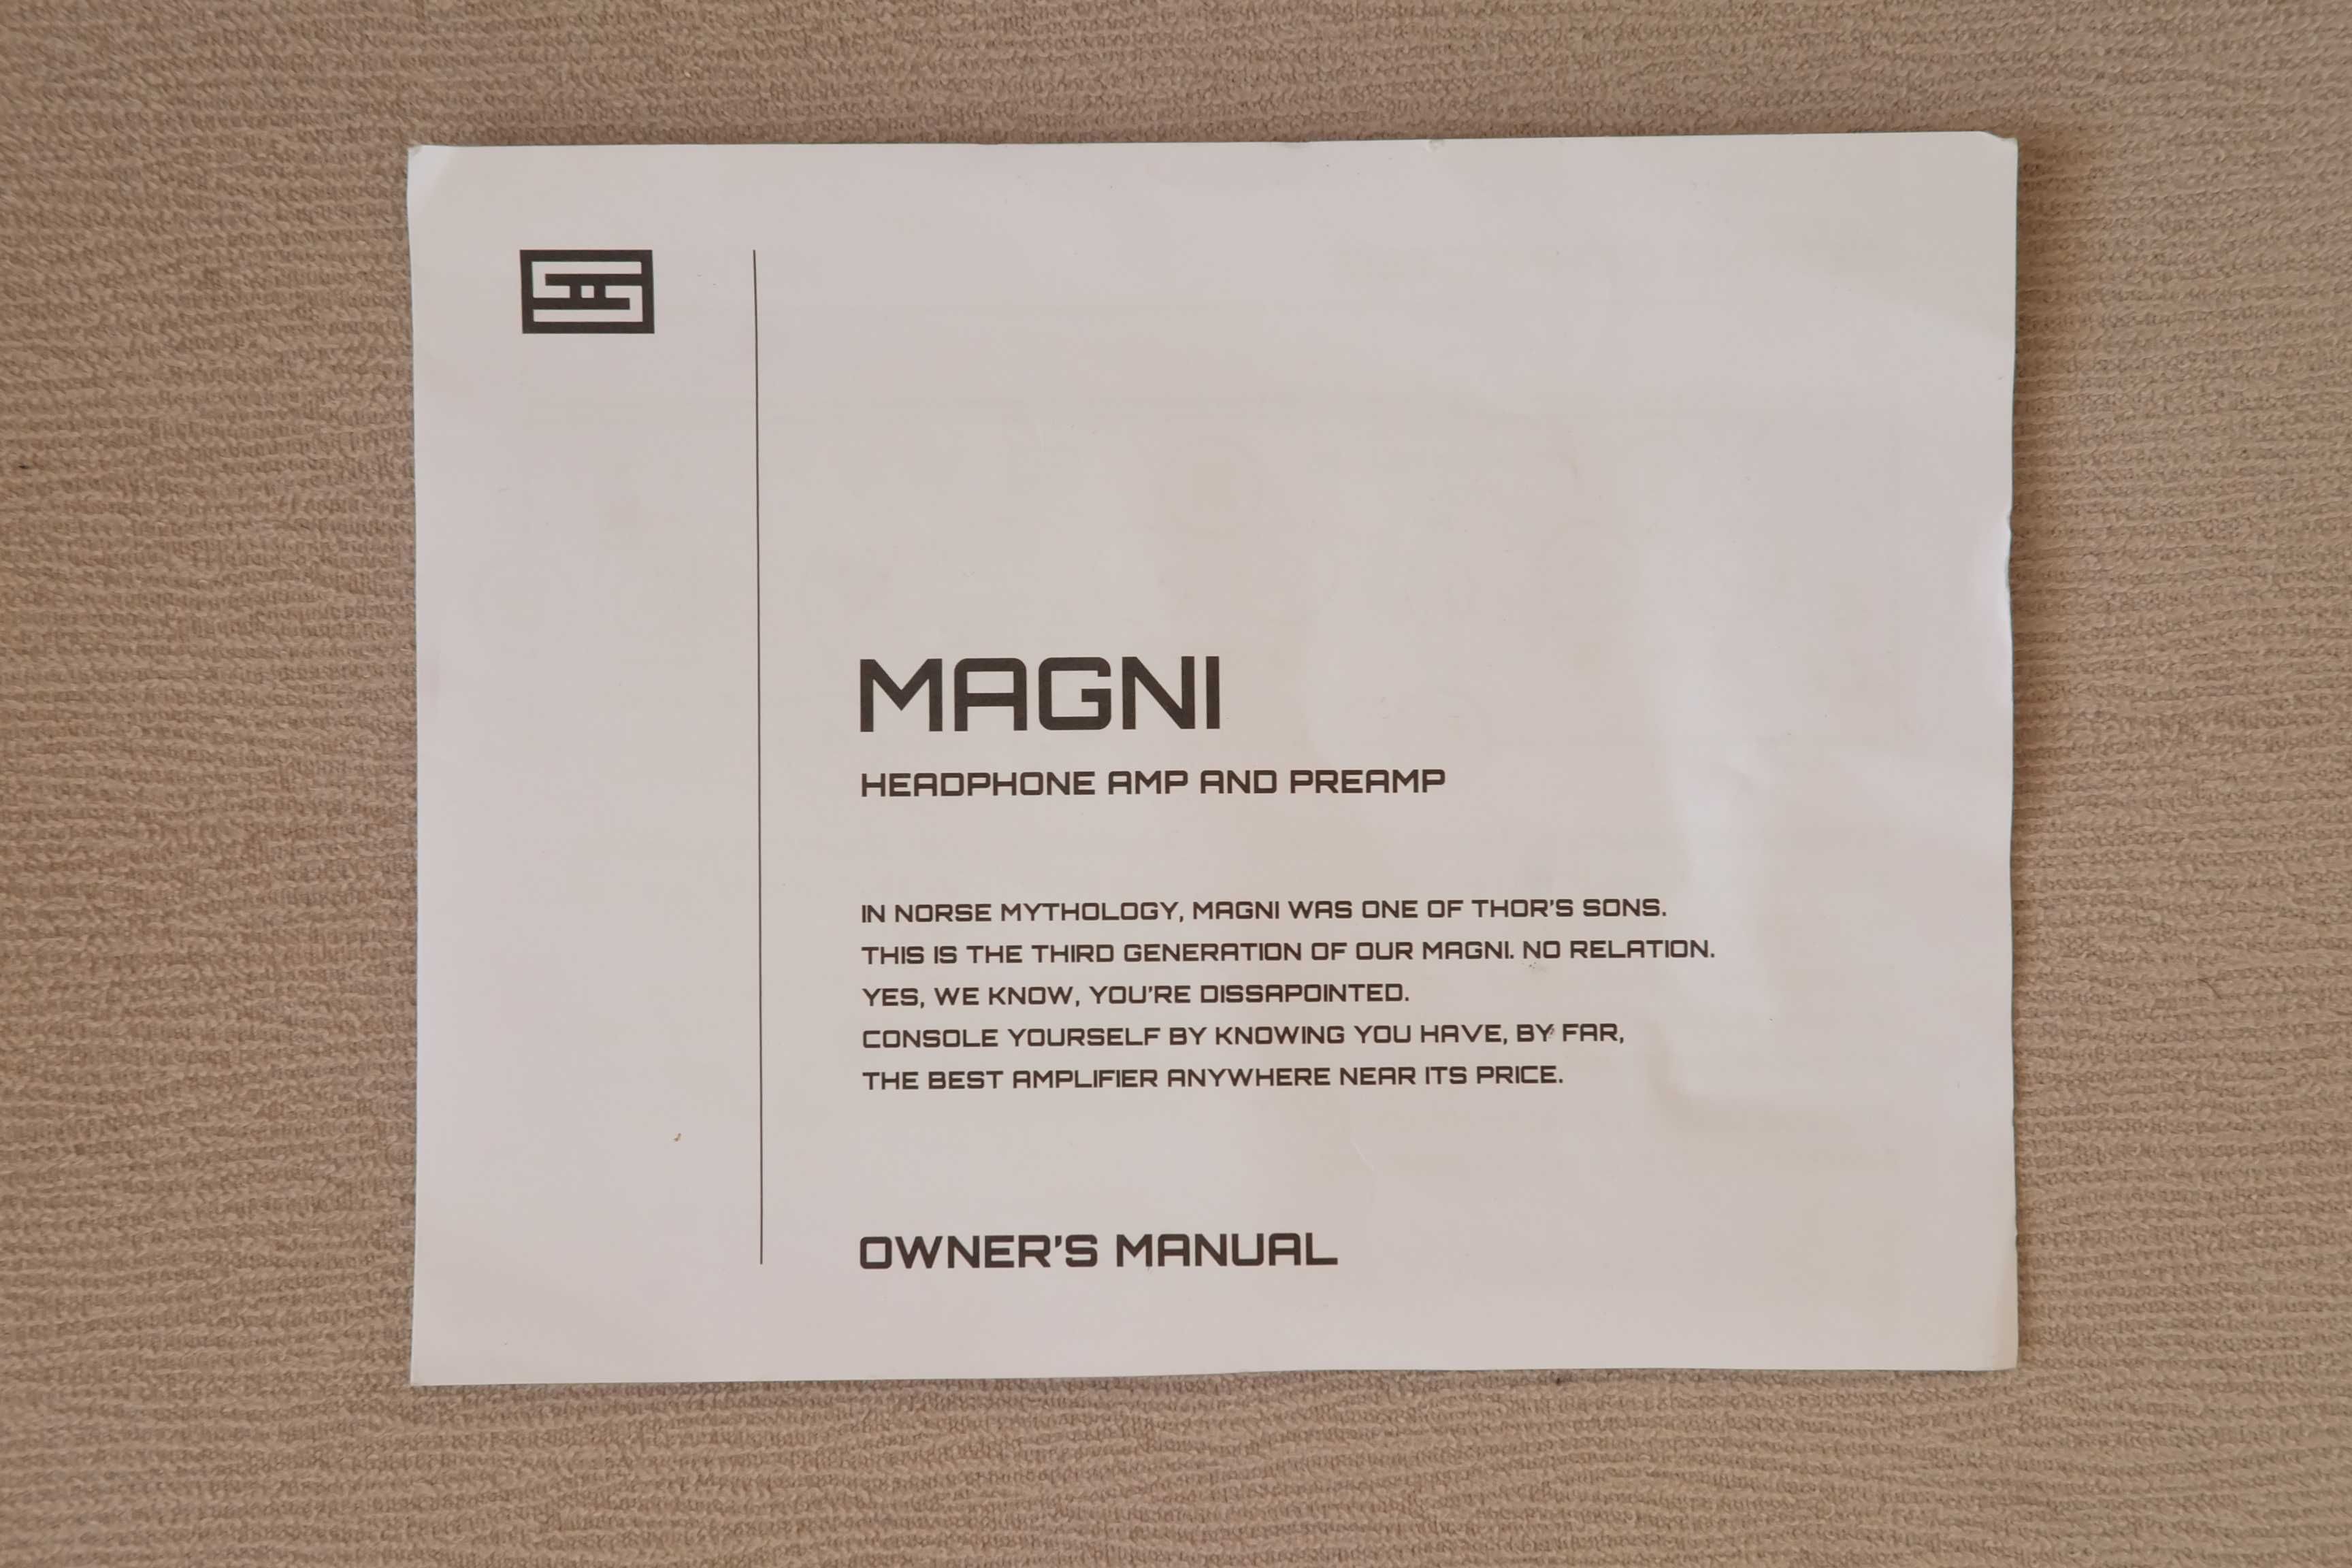 MAGNI
HEADPHONE AMP AND PREAMP
IN NORSE MYTHOLOGY, MAGNI WAS ONE OF THOR'S SONS.
THIS IS THE THIRD GENERATION OF OUR MAGNI. NO RELATION.
YES, WE KNOW, YOU'RE DISSAPOINTED.
CONSOLE YOURSELF BY KNOWING YOU HAVE, BY FAR,
THE BEST AMPLIFIER ANYWHERE NEAR ITS PRICE.
OWNER'S MANUAL